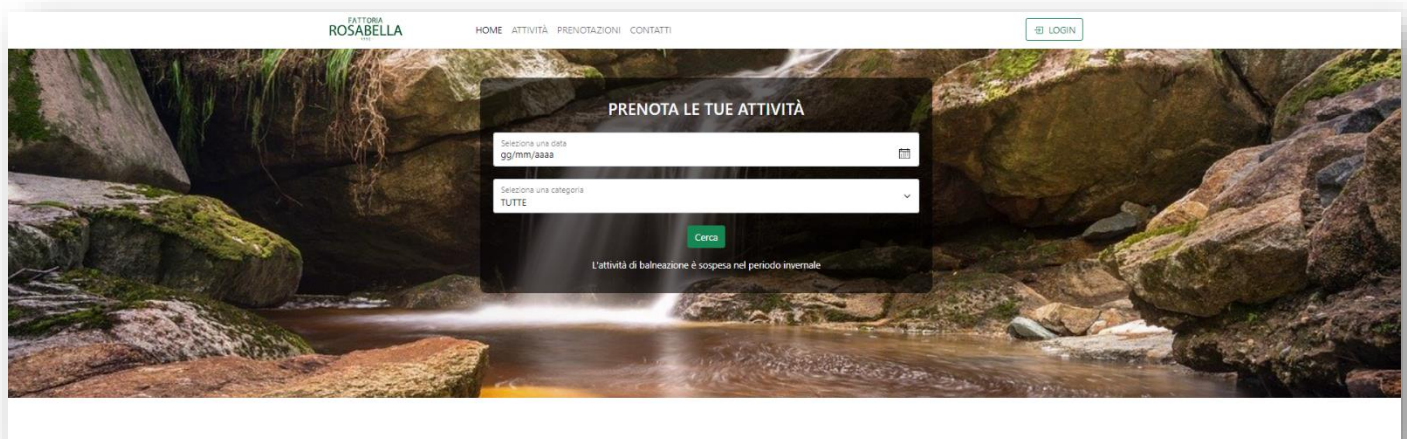 FATTORIA
ROSABELLA
HOME ATTIVITÀ PRENOTAZIONI CONTATTI
LOGIN
PRENOTA LE TUE ATTIVITÀ
Seleziona una data
gg/mm/aaaa
Seleziona una categoria
TUTTE
Cerca
L'attività di balneazione è sospesa nel periodo invernale